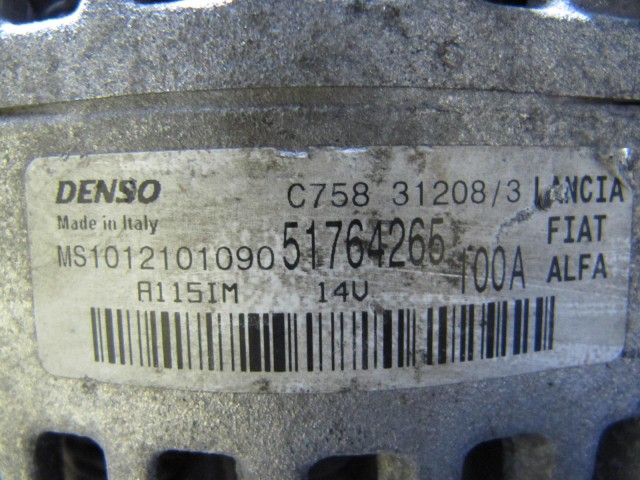 DENSO C758 31208/3 LANCIA
Made in Italy FIAT
MS1012101090 51764265 100A ALFA
A115IM 14V